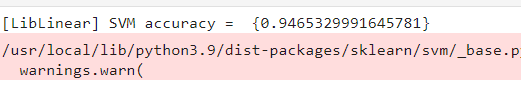 [LibLinear] SVM accuracy =  {0.9465329991645781}
/usr/local/lib/python3.9/dist-packages/sklearn/svm/_base.p
  warnings.warn(